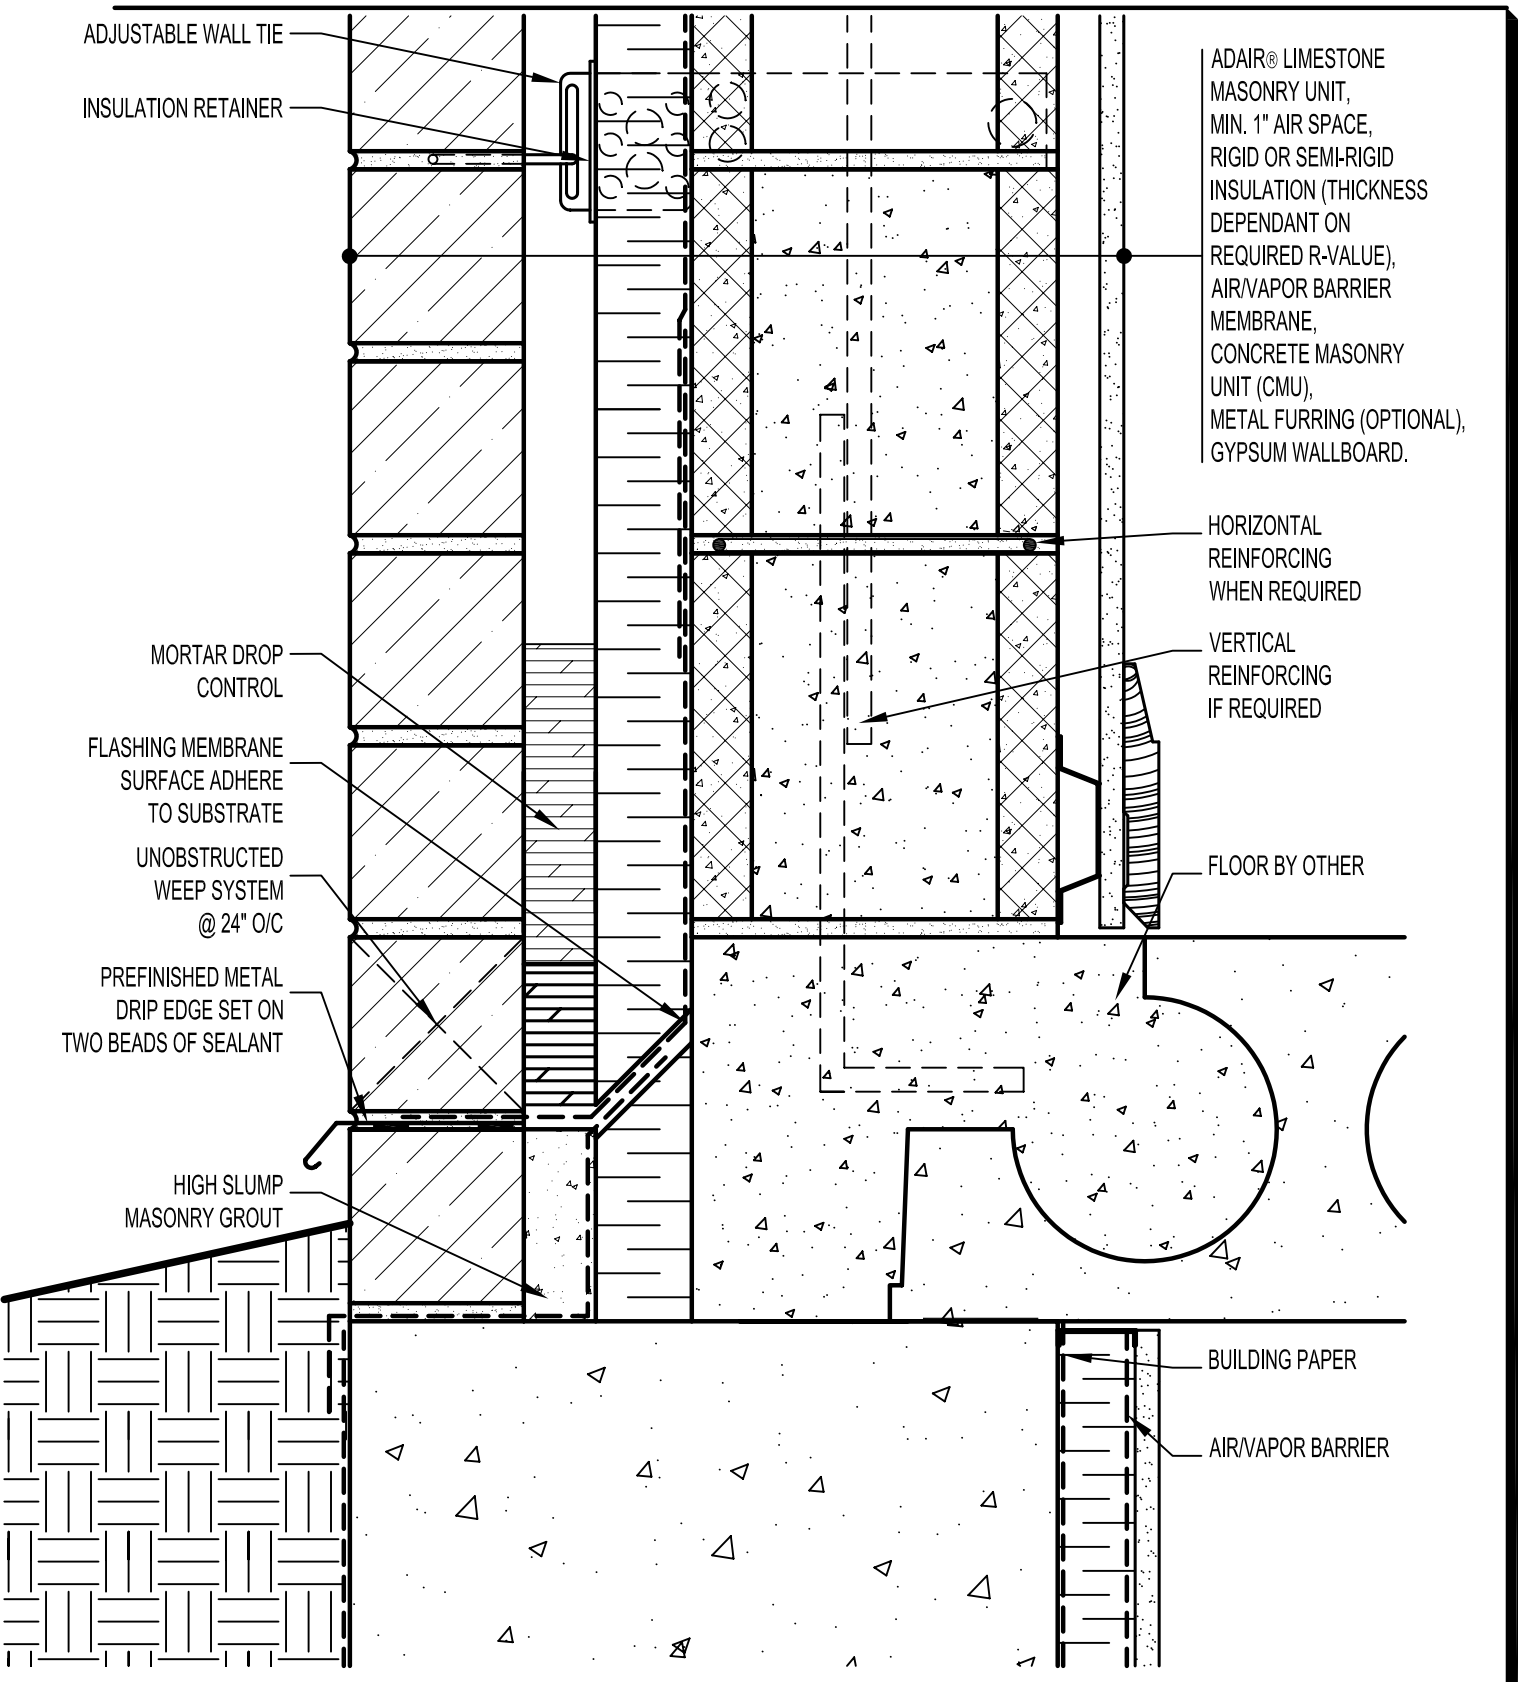 ADJUSTABLE WALL TIE
INSULATION RETAINER
MORTAR DROP
CONTROL
FLASHING MEMBRANE
SURFACE ADHERE
TO SUBSTRATE
UNOBSTRUCTED
WEEP SYSTEM
@ 24" O/C
PREFINISHED METAL
DRIP EDGE SET ON
TWO BEADS OF SEALANT
HIGH SLUMP
MASONRY GROUT
ADAIR® LIMESTONE
MASONRY UNIT,
MIN. 1" AIR SPACE,
RIGID OR SEMI-RIGID
INSULATION (THICKNESS
DEPENDANT ON
REQUIRED R-VALUE),
AIR/VAPOR BARRIER
MEMBRANE,
CONCRETE MASONRY
UNIT (CMU),
METAL FURRING (OPTIONAL),
GYPSUM WALLBOARD.
HORIZONTAL
REINFORCING
WHEN REQUIRED
VERTICAL
REINFORCING
IF REQUIRED
FLOOR BY OTHER
BUILDING PAPER
AIR/VAPOR BARRIER